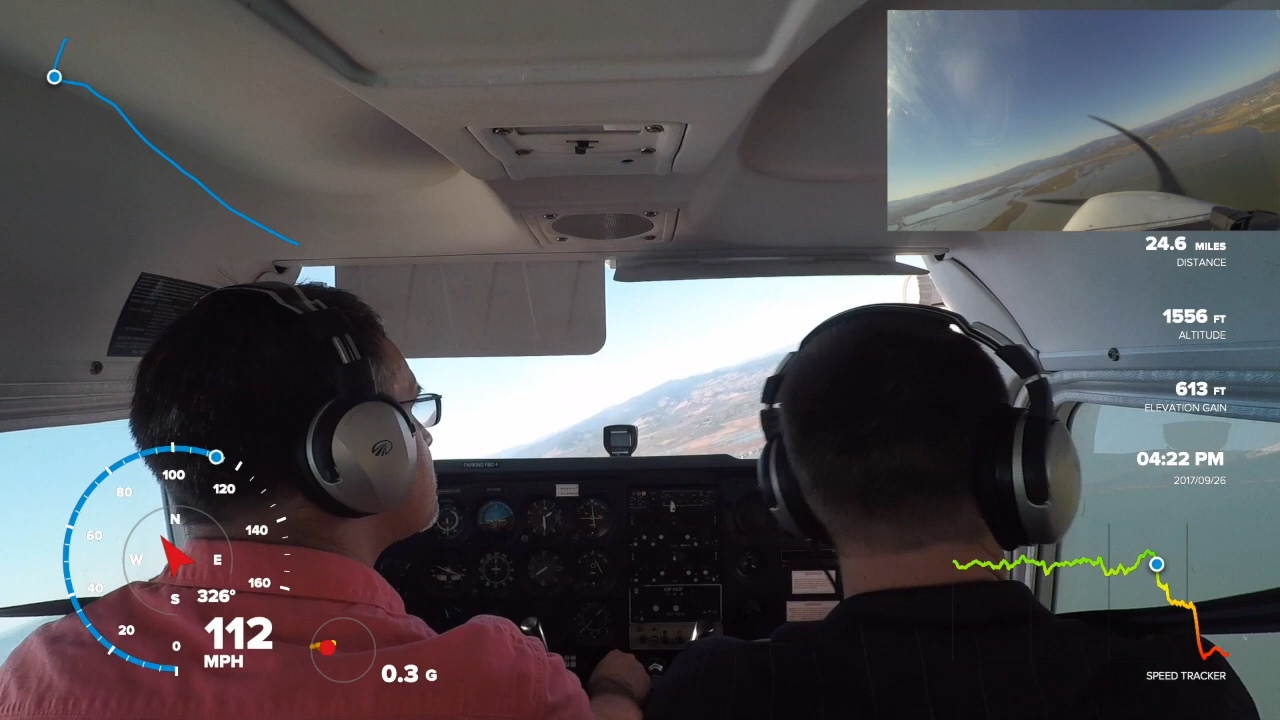 24.6 MILES
DISTANCE
1556 FT
ALTITUDE
613 FT
ELEVATION GAIN
04:22 PM
2017/09/26
100
80
120
N
60
140
W
E
40
160
S
326°
20
0
112
MPH
0.3 G
SPEED TRACKER